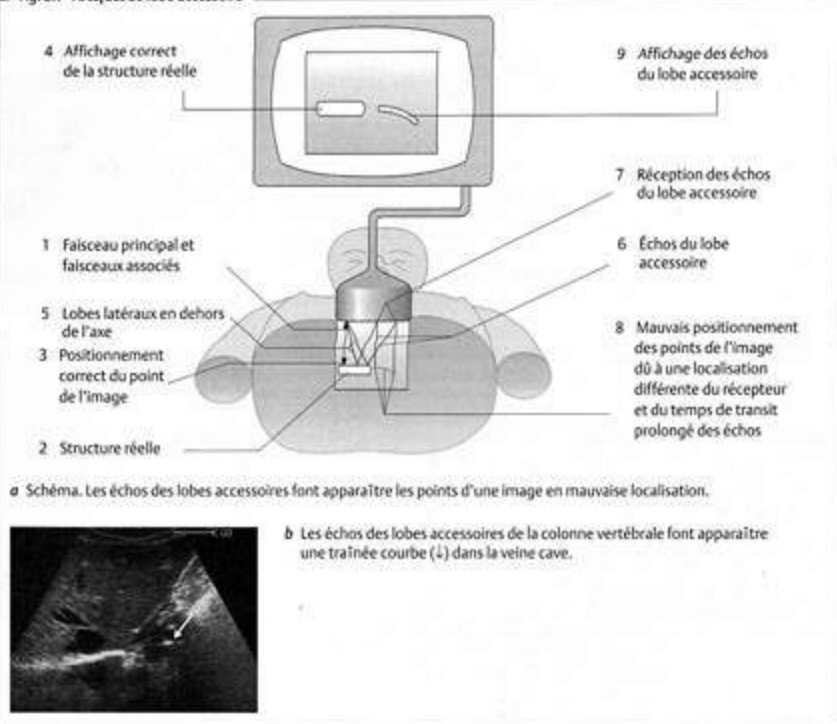 4 Affichage correct
de la structure réelle
9 Affichage des échos
du lobe accessoire
7 Réception des échos
du lobe accessoire
1 Faisceau principal et
faisceaux associés
6 Échos du lobe
accessoire
5 Lobes latéraux en dehors
de l'axe
3 Positionnement
correct du point
de l'image
8 Mauvais positionnement
des points de l'image
dû à une localisation
différente du récepteur
et du temps de transit
prolongé des échos
2 Structure réelle
a Schéma. Les échos des lobes accessoires font apparaître les points d'une image en mauvaise localisation.
b Les échos des lobes accessoires de la colonne vertébrale font apparaître
une traînée courbe (↓) dans la veine cave.